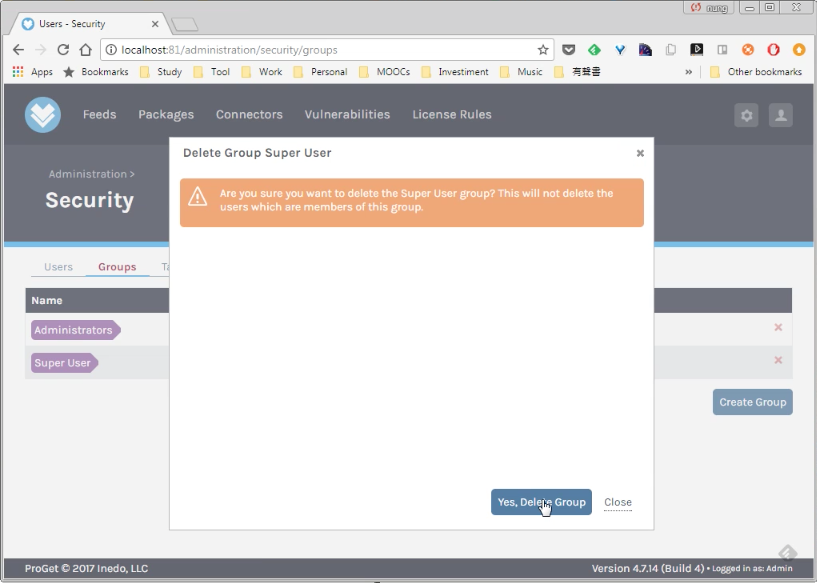 nung
Users - Security
localhost:81/administration/security/groups
Apps Bookmarks Study Tool Work Personal MOOCs Investiment Music 有聲書 » Other bookmarks
Feeds Packages Connectors Vulnerabilities License Rules
Delete Group Super User
Administration >
Security
Are you sure you want to delete the Super User group? This will not delete the
users which are members of this group.
Users Groups Ta
Name
Administrators
Super User
Create Group
Yes, Delete Group Close
ProGet © 2017 Inedo, LLC Version 4.7.14 (Build 4) • Logged in as: Admin